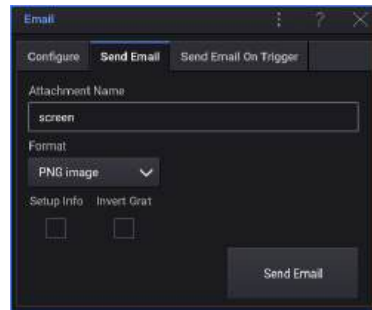 Email ?
Configure Send Email Send Email On Trigger
Attachment Name
screen
Format
PNG image
Setup Info Invert Grat
Send Email